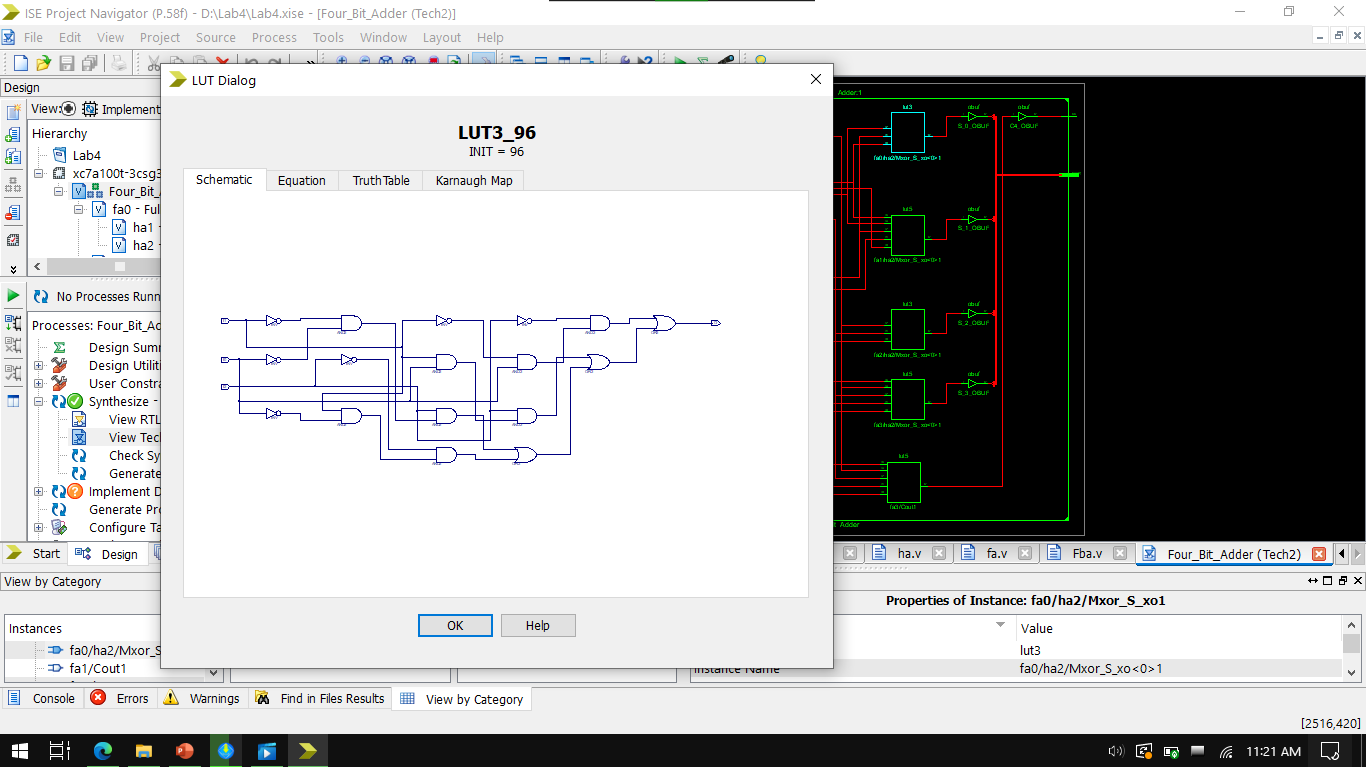 ISE Project Navigator (P.58f) - D:\Lab4\Lab4.xise - [Four_Bit_Adder (Tech2)]
File Edit View Project Source Process Tools Window Layout Help
Design
View: Implement
Hierarchy
Lab4
xc7a100t-3csg3
Four_Bit_A
fa0 - Ful
ha1
ha2
No Processes Runn
Processes: Four_Bit_Ac
Design Summ
Design Utiliti
User Constra
Synthesize -
View RTL
View Tec
Check Sy
Generate
Implement D
Generate Pro
Configure Ta
Start Design
LUT Dialog
LUT3_96
INIT = 96
Schematic Equation Truth Table Karnaugh Map
OK Help
Adder:1
lut3 obuf obuf
S_0_OBUF C4_OBUF
fa0/ha2/Mxor_S_xo<0>1
lut5 obuf
S_1_OBUF
fa1/ha2/Mxor_S_xo<0>1
lut3 obuf
S_2_OBUF
fa2/ha2/Mxor_S_xo<0>1
lut5 obuf
S_3_OBUF
fa3/ha2/Mxor_S_xo<0>1
lut5
fa3/Cout1
Adder
ha.v fa.v Fba.v Four_Bit_Adder (Tech2)
View by Category
Instances
fa0/ha2/Mxor_S
fa1/Cout1
Properties of Instance: fa0/ha2/Mxor_S_xo1
Value
lut3
Instance Name fa0/ha2/Mxor_S_xo<0>1
Console Errors Warnings Find in Files Results View by Category
[2516,420]
11:21 AM